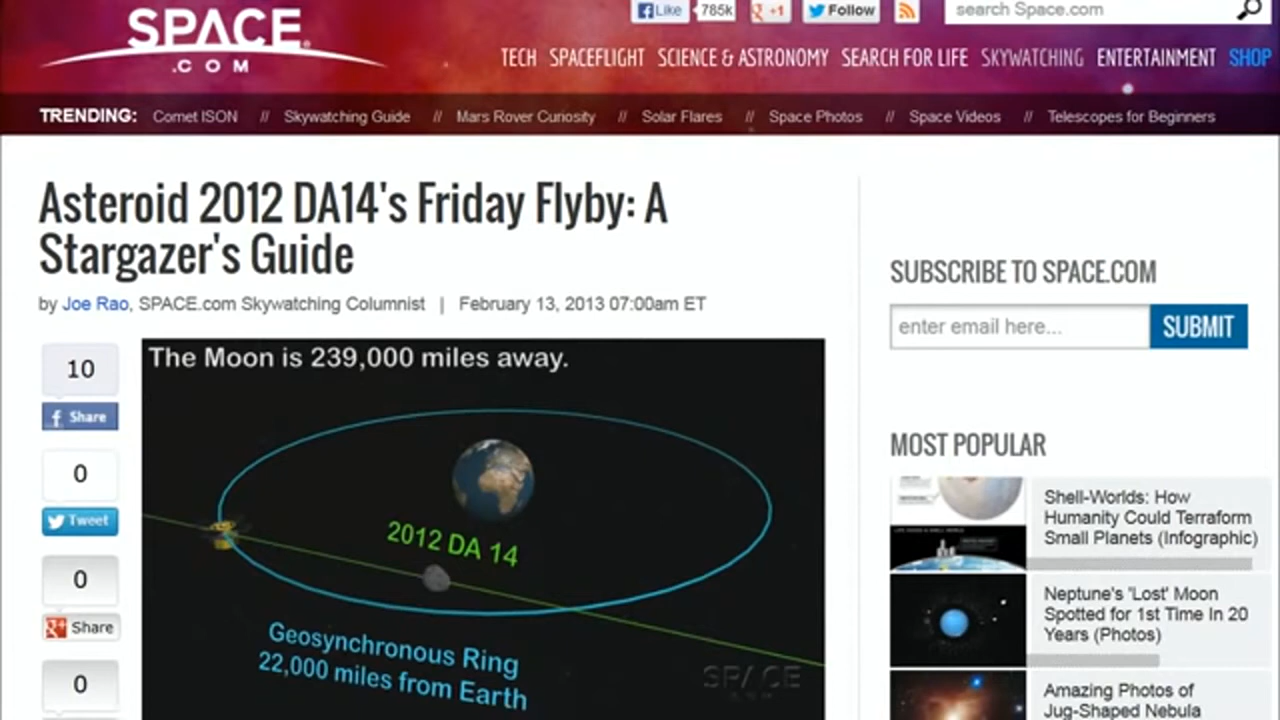 SPACE
.COM
Like 785k +1 Follow search Space.com
TECH SPACEFLIGHT SCIENCE & ASTRONOMY SEARCH FOR LIFE SKYWATCHING ENTERTAINMENT SHOP
TRENDING: Comet ISON // Skywatching Guide // Mars Rover Curiosity // Solar Flares // Space Photos // Space Videos // Telescopes for Beginners
Asteroid 2012 DA14's Friday Flyby: A
Stargazer's Guide
by Joe Rao, SPACE.com Skywatching Columnist | February 13, 2013 07:00am ET
10
Share
0
Tweet
0
Share
0
The Moon is 239,000 miles away.
2012 DA 14
Geosynchronous Ring
22,000 miles from Earth
SPACE
SUBSCRIBE TO SPACE.COM
enter email here... SUBMIT
MOST POPULAR
Shell-Worlds: How
Humanity Could Terraform
Small Planets (Infographic)
Neptune's 'Lost' Moon
Spotted for 1st Time In 20
Years (Photos)
Amazing Photos of
Jug-Shaped Nebula